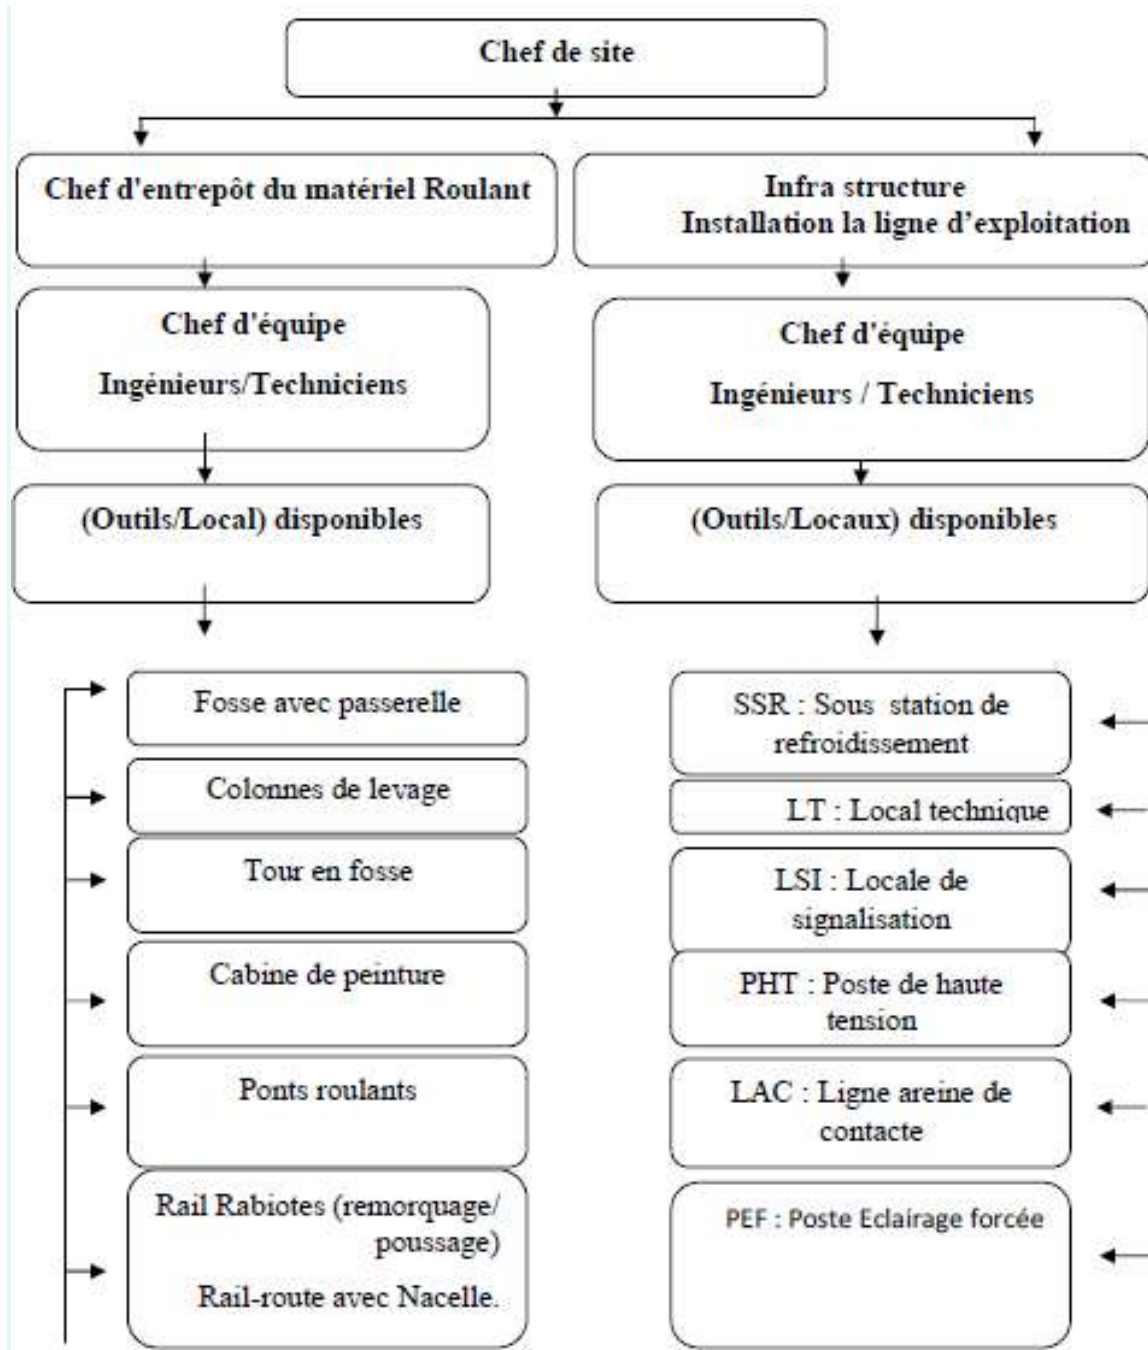 Chef de site
Chef d'entrepôt du matériel Roulant
Infra structure
Installation la ligne d'exploitation
Chef d'équipe
Ingénieurs/Techniciens
Chef d'équipe
Ingénieurs / Techniciens
(Outils/Local) disponibles
(Outils/Locaux) disponibles
Fosse avec passerelle
Colonnes de levage
Tour en fosse
Cabine de peinture
Ponts roulants
Rail Rabiotes (remorquage/
poussage)
Rail-route avec Nacelle.
SSR : Sous station de
refroidissement
LT : Local technique
LSI : Locale de
signalisation
PHT : Poste de haute
tension
LAC : Ligne areine de
contacte
PEF : Poste Eclairage forcée